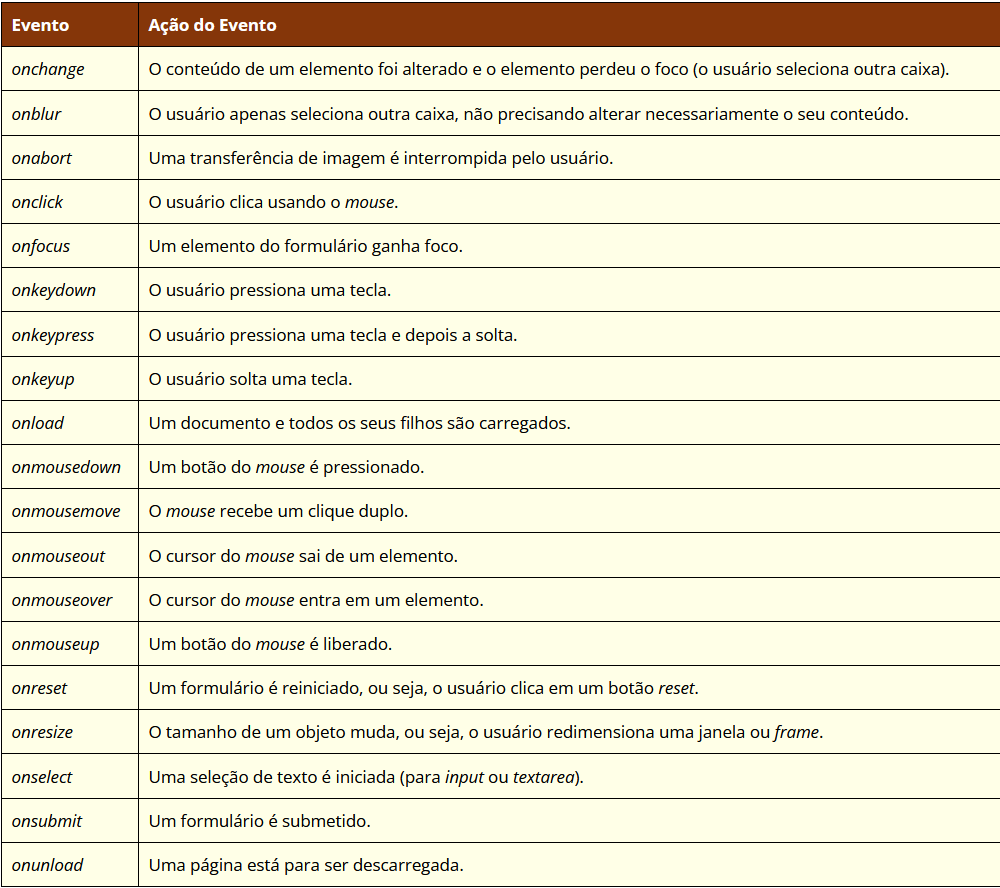 Evento Ação do Evento
onchange O conteúdo de um elemento foi alterado e o elemento perdeu o foco (o usuário seleciona outra caixa).
onblur O usuário apenas seleciona outra caixa, não precisando alterar necessariamente o seu conteúdo.
onabort Uma transferência de imagem é interrompida pelo usuário.
onclick O usuário clica usando o mouse.
onfocus Um elemento do formulário ganha foco.
onkeydown O usuário pressiona uma tecla.
onkeypress O usuário pressiona uma tecla e depois a solta.
onkeyup O usuário solta uma tecla.
onload Um documento e todos os seus filhos são carregados.
onmousedown Um botão do mouse é pressionado.
onmousemove O mouse recebe um clique duplo.
onmouseout O cursor do mouse sai de um elemento.
onmouseover O cursor do mouse entra em um elemento.
onmouseup Um botão do mouse é liberado.
onreset Um formulário é reiniciado, ou seja, o usuário clica em um botão reset.
onresize O tamanho de um objeto muda, ou seja, o usuário redimensiona uma janela ou frame.
onselect Uma seleção de texto é iniciada (para input ou textarea).
onsubmit Um formulário é submetido.
onunload Uma página está para ser descarregada.